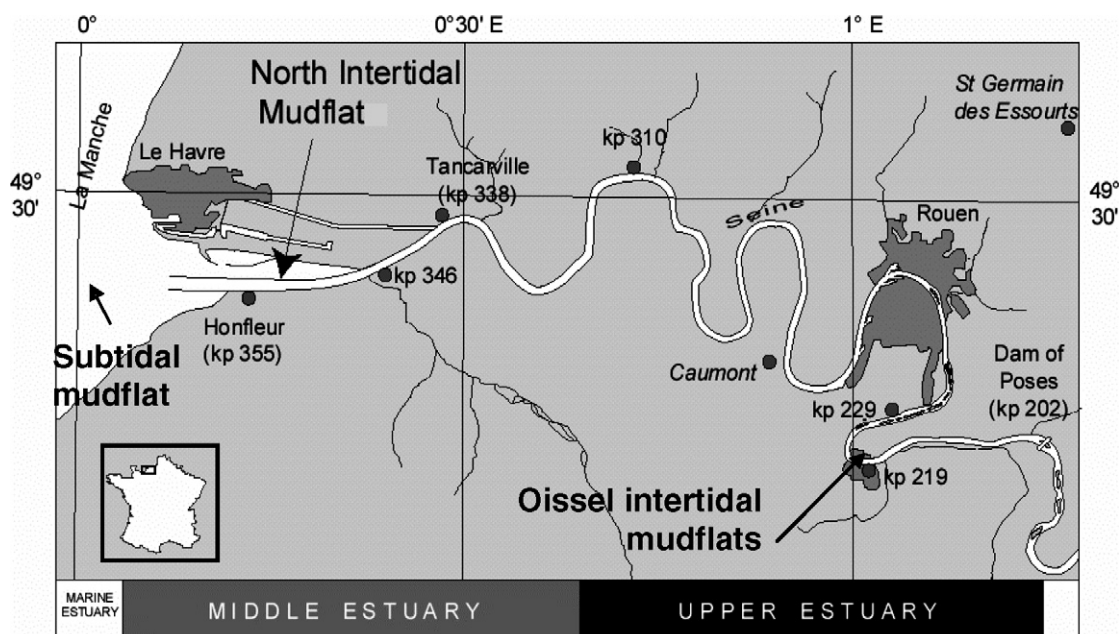 0°
0°30' E
1° E
North Intertidal
Mudflat
St Germain
des Essourts
kp 310
La Manche
Le Havre
Tancarville
(kp 338)
49°
30'
49°
30'
Seine
Rouen
kp 346
Honfleur
(kp 355)
Subtidal
mudflat
Caumont
Dam of
Poses
(kp 202)
kp 229
kp 219
Oissel intertidal
mudflats
MARINE
ESTUARY
MIDDLE ESTUARY
UPPER ESTUARY